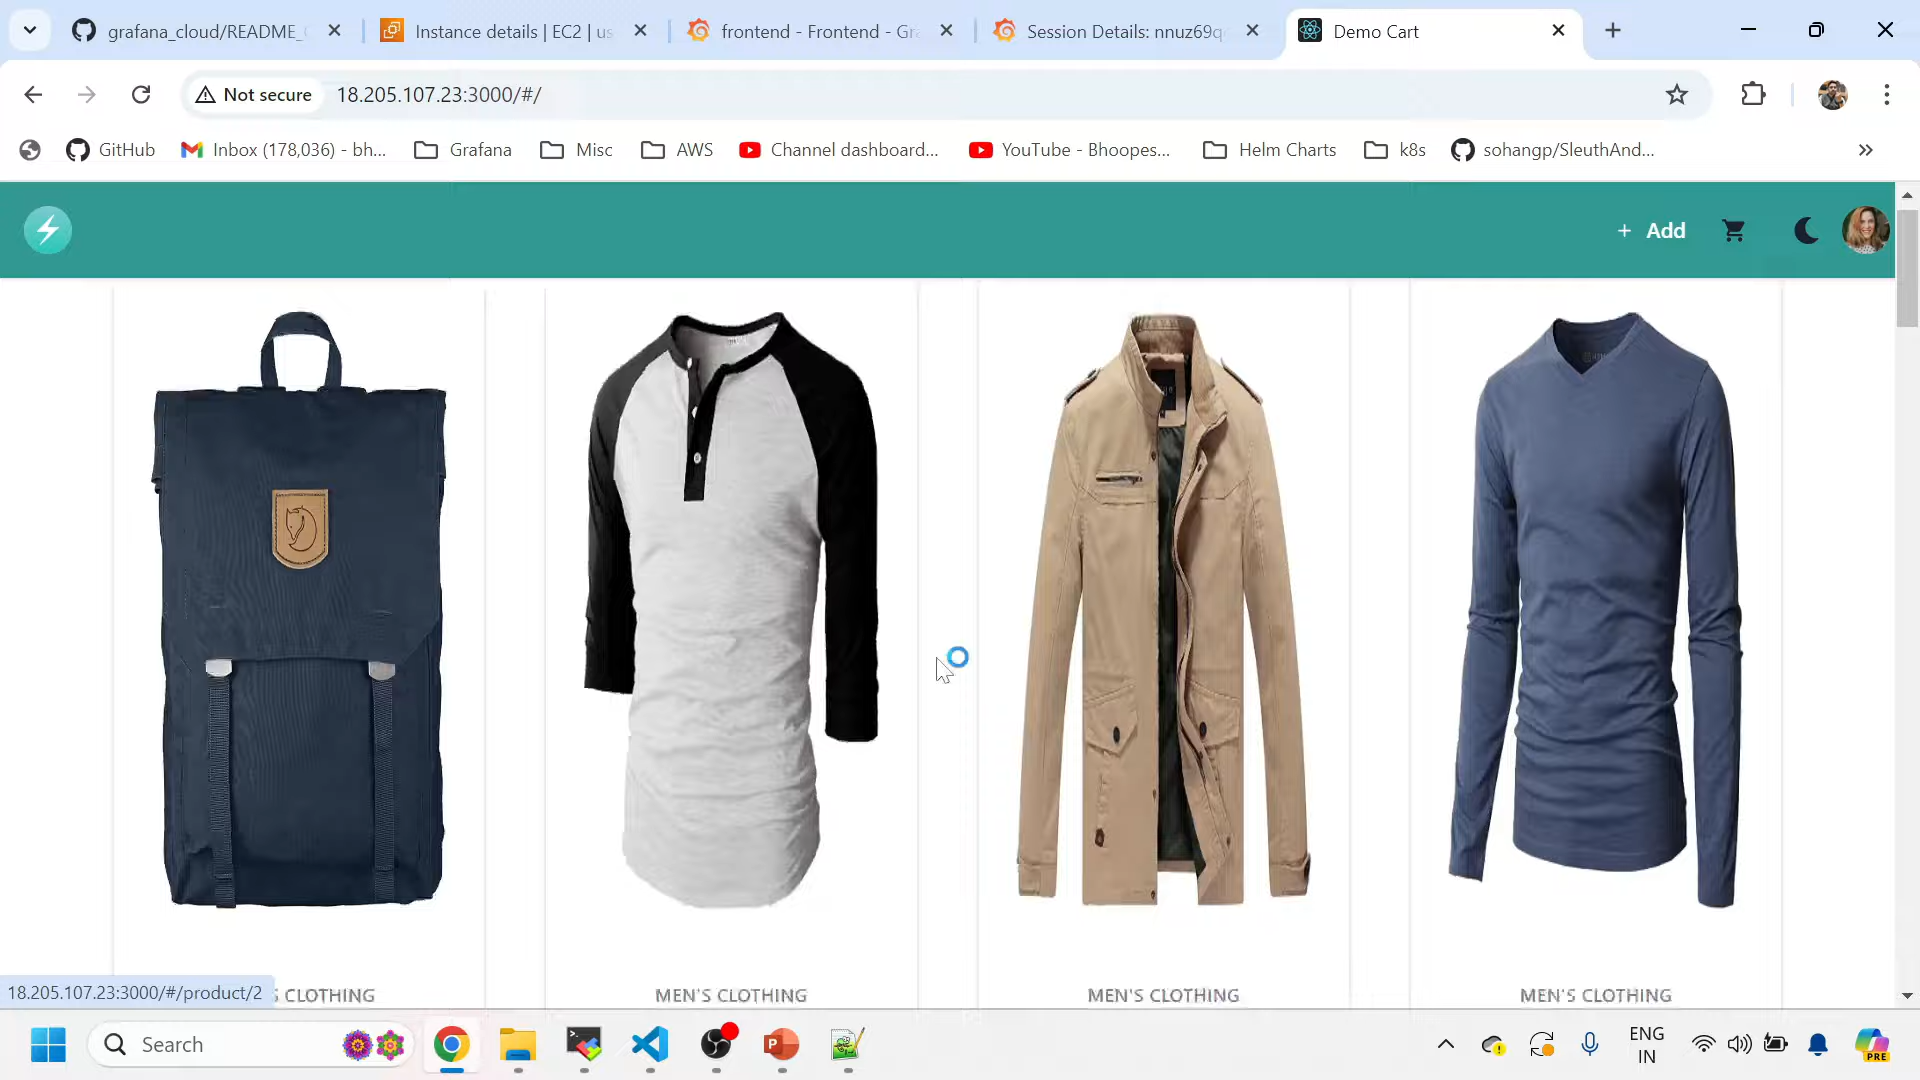 grafana_cloud/README_
Instance details | EC2 | us
frontend - Frontend - Gra
Session Details: nnuz69q
Demo Cart
Not secure
18.205.107.23:3000/#/
GitHub
Inbox (178,036) - bh...
Grafana
Misc
AWS
Channel dashboard...
YouTube - Bhoopes...
Helm Charts
k8s
sohangp/SleuthAnd...
+ Add
18.205.107.23:3000/#/product/2
S CLOTHING
MEN'S CLOTHING
MEN'S CLOTHING
MEN'S CLOTHING
Search
ENG
IN
PRE